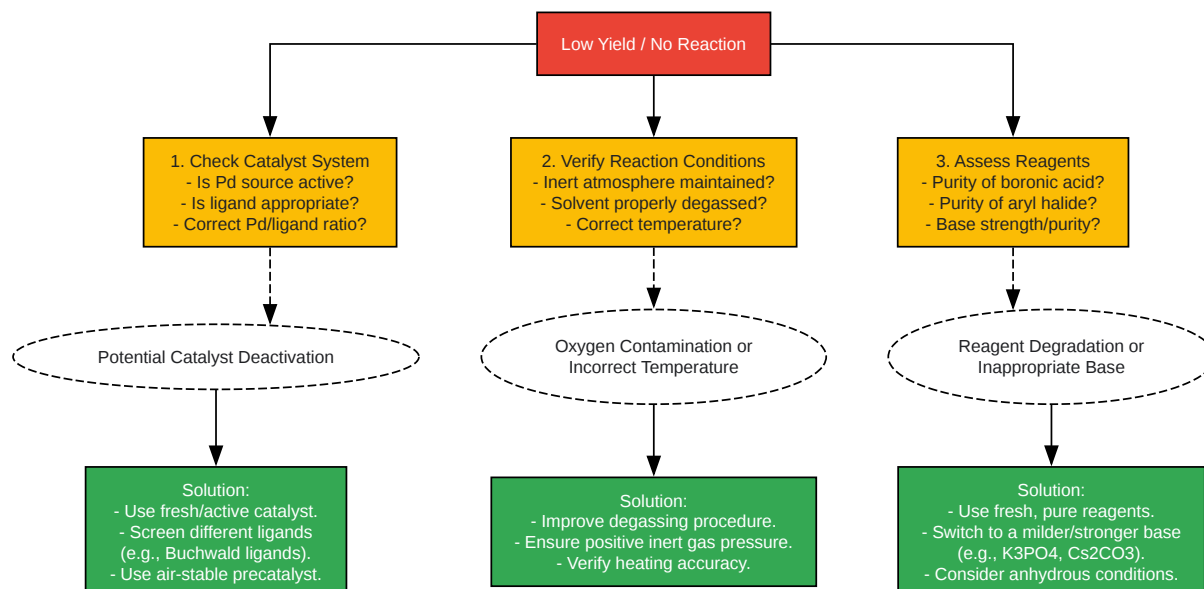 Low Yield / No Reaction
1. Check Catalyst System
- Is Pd source active?
- Is ligand appropriate?
- Correct Pd/ligand ratio?
2. Verify Reaction Conditions
- Inert atmosphere maintained?
- Solvent properly degassed?
- Correct temperature?
3. Assess Reagents
- Purity of boronic acid?
- Purity of aryl halide?
- Base strength/purity?
Potential Catalyst Deactivation
Oxygen Contamination or
Incorrect Temperature
Reagent Degradation or
Inappropriate Base
Solution:
- Use fresh/active catalyst.
- Screen different ligands
(e.g., Buchwald ligands).
- Use air-stable precatalyst.
Solution:
- Improve degassing procedure.
- Ensure positive inert gas pressure.
- Verify heating accuracy.
Solution:
- Use fresh, pure reagents.
- Switch to a milder/stronger base
(e.g., K3PO4, Cs2CO3).
- Consider anhydrous conditions.